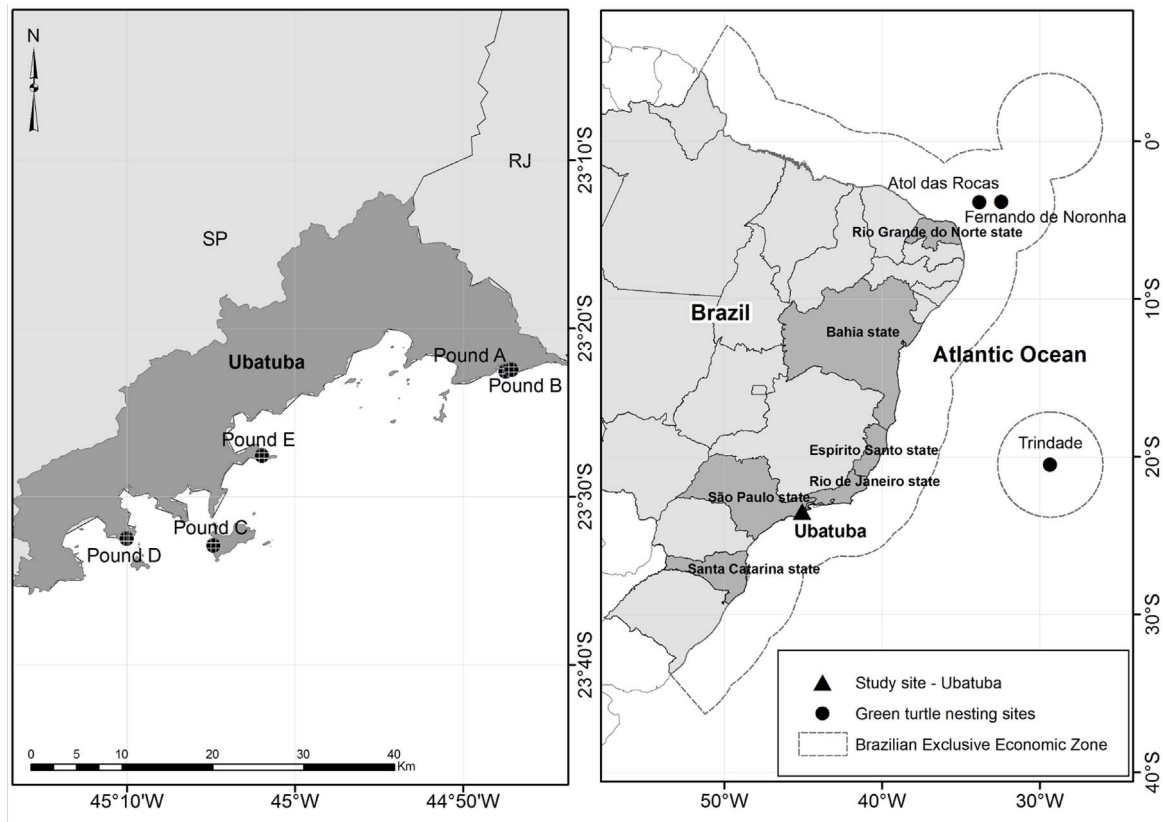 N
RJ
SP
Ubatuba
Pound A
Pound B
Pound E
Pound C
Pound D
23°10'S
23°20'S
23°30'S
23°40'S
0 5 10 20 30 40
Km
45°10'W 45°0'W 44°50'W
Atol das Rocas
Fernando de Noronha
Rio Grande do Norte state
Brazil
Bahia state
Atlantic Ocean
Trindade
Espírito Santo state
Rio de Janeiro state
São Paulo state
Ubatuba
Santa Catarina state
Study site - Ubatuba
Green turtle nesting sites
Brazilian Exclusive Economic Zone
0°
10°S
20°S
30°S
40°S
50°W 40°W 30°W